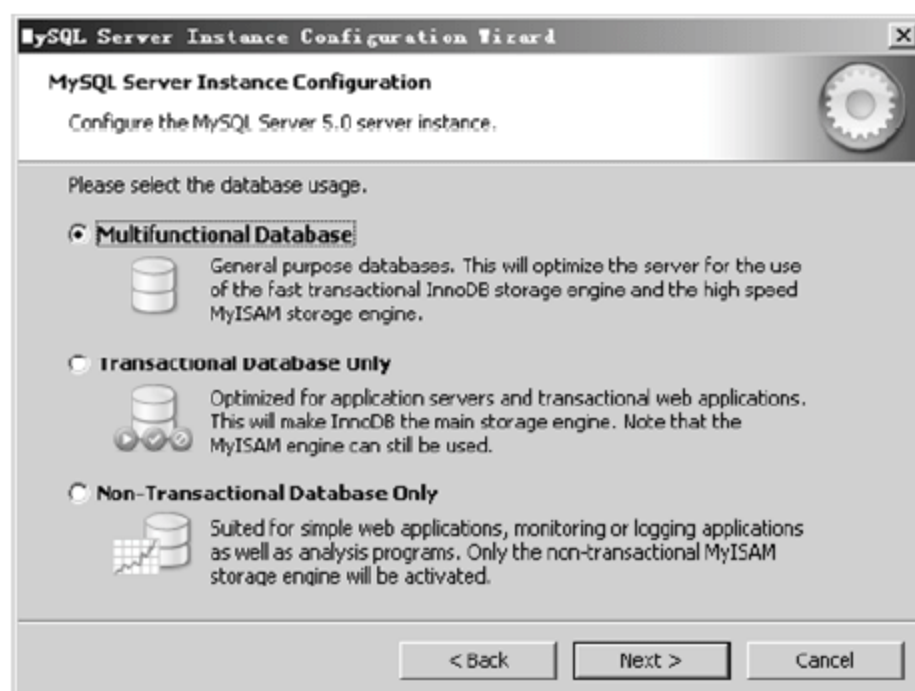 MySQL Server Instance Configuration Wizard
MySQL Server Instance Configuration
Configure the MySQL Server 5.0 server instance.
Please select the database usage.
Multifunctional Database
General purpose databases. This will optimize the server for the use
of the fast transactional InnoDB storage engine and the high speed
MyISAM storage engine.
Transactional Database Only
Optimized for application servers and transactional web applications.
This will make InnoDB the main storage engine. Note that the
MyISAM engine can still be used.
Non-Transactional Database Only
Suited for simple web applications, monitoring or logging applications
as well as analysis programs. Only the non-transactional MyISAM
storage engine will be activated.
< Back
Next >
Cancel